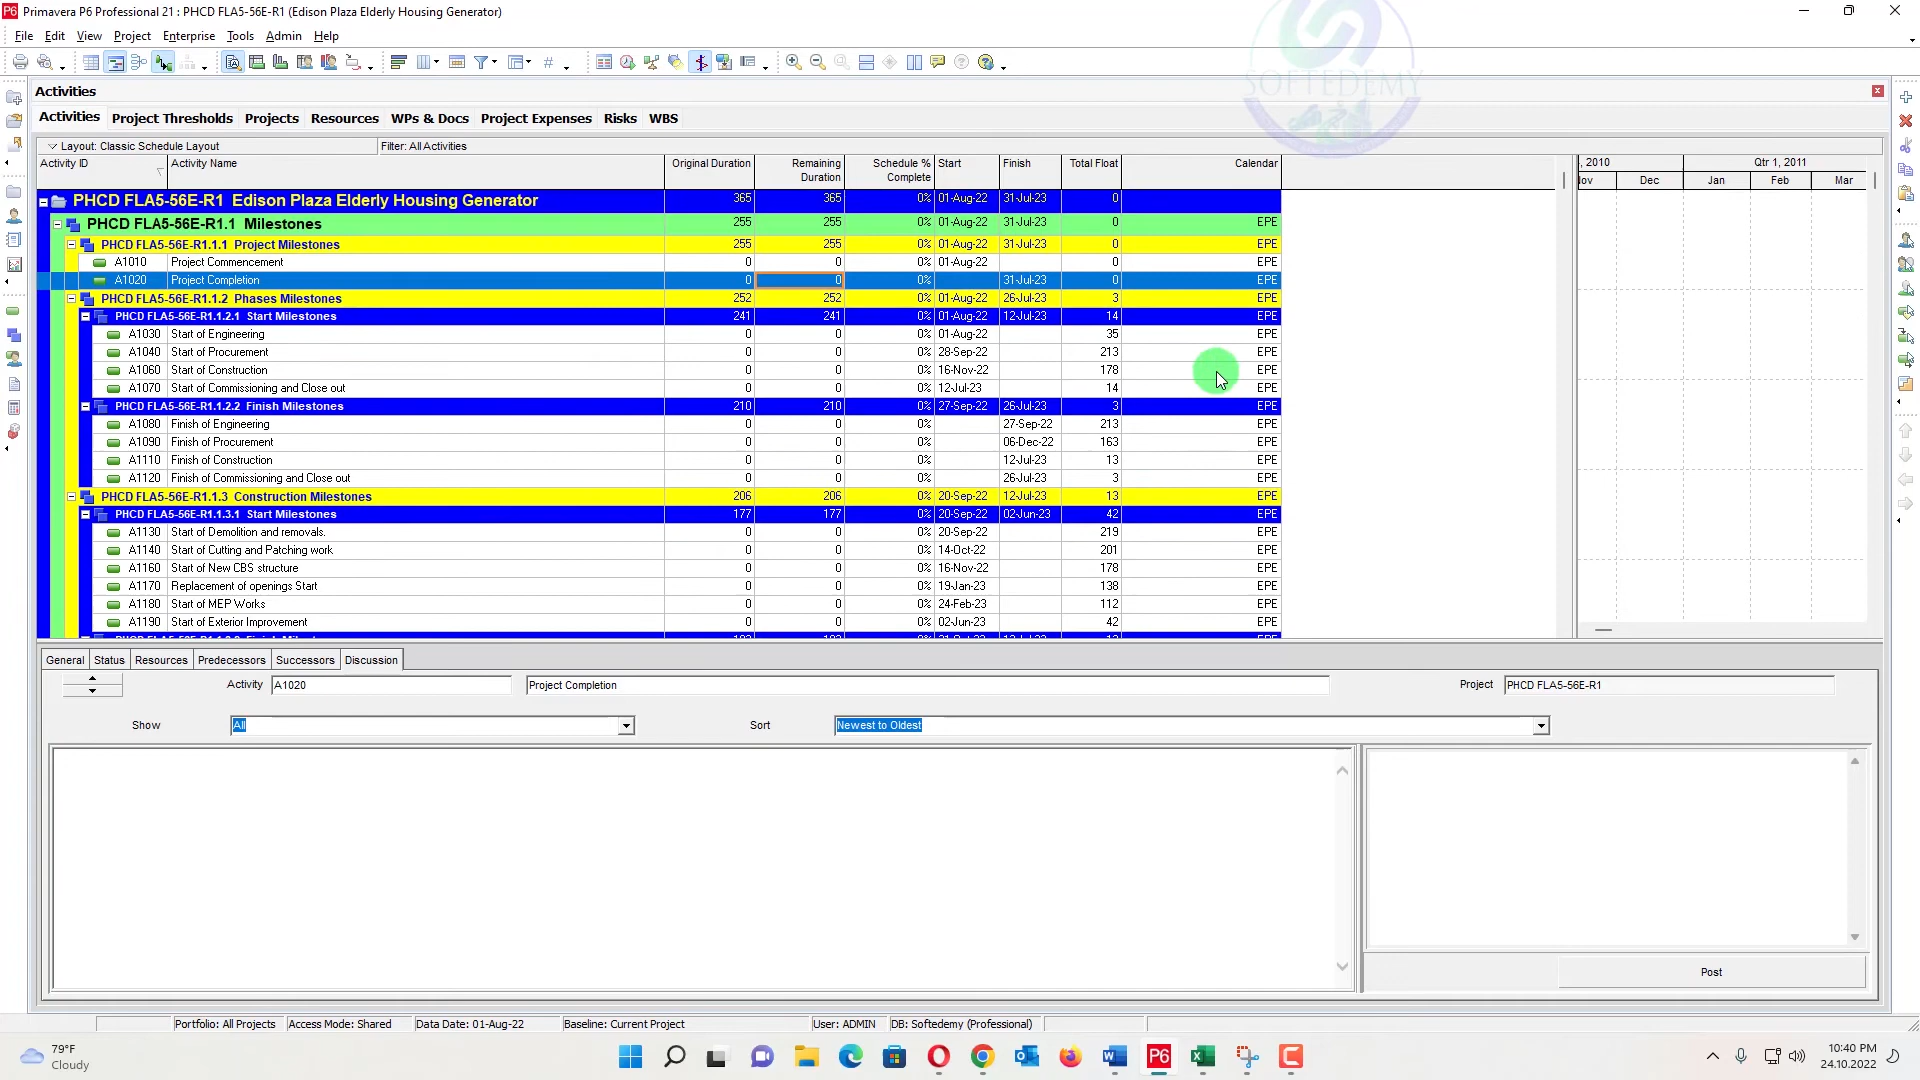 Primavera P6 Professional 21 : PHCD FLA5-56E-R1 (Edison Plaza Elderly Housing Generator)
File Edit View Project Enterprise Tools Admin Help
SOFTEDEMY
Activities
Activities Project Thresholds Projects Resources WPs & Docs Project Expenses Risks WBS
Layout: Classic Schedule Layout Filter: All Activities
Activity ID Activity Name Original Duration Remaining Duration Schedule % Complete Start Finish Total Float Calendar , 2010 Qtr 1, 2011
Nov Dec Jan Feb Mar
PHCD FLA5-56E-R1 Edison Plaza Elderly Housing Generator 365 365 0% 01-Aug-22 31-Jul-23 0
PHCD FLA5-56E-R1.1 Milestones 255 255 0% 01-Aug-22 31-Jul-23 0 EPE
PHCD FLA5-56E-R1.1.1 Project Milestones 255 255 0% 01-Aug-22 31-Jul-23 0 EPE
A1010 Project Commencement 0 0 0% 01-Aug-22 0 EPE
A1020 Project Completion 0 0 0% 31-Jul-23 0 EPE
PHCD FLA5-56E-R1.1.2 Phases Milestones 252 252 0% 01-Aug-22 26-Jul-23 3 EPE
PHCD FLA5-56E-R1.1.2.1 Start Milestones 241 241 0% 01-Aug-22 12-Jul-23 14 EPE
A1030 Start of Engineering 0 0 0% 01-Aug-22 35 EPE
A1040 Start of Procurement 0 0 0% 28-Sep-22 213 EPE
A1060 Start of Construction 0 0 0% 16-Nov-22 178 EPE
A1070 Start of Commissioning and Close out 0 0 0% 12-Jul-23 14 EPE
PHCD FLA5-56E-R1.1.2.2 Finish Milestones 210 210 0% 27-Sep-22 26-Jul-23 3 EPE
A1080 Finish of Engineering 0 0 0% 27-Sep-22 213 EPE
A1090 Finish of Procurement 0 0 0% 06-Dec-22 163 EPE
A1110 Finish of Construction 0 0 0% 12-Jul-23 13 EPE
A1120 Finish of Commissioning and Close out 0 0 0% 26-Jul-23 3 EPE
PHCD FLA5-56E-R1.1.3 Construction Milestones 206 206 0% 20-Sep-22 12-Jul-23 13 EPE
PHCD FLA5-56E-R1.1.3.1 Start Milestones 177 177 0% 20-Sep-22 02-Jun-23 42 EPE
A1130 Start of Demolition and removals. 0 0 0% 20-Sep-22 219 EPE
A1140 Start of Cutting and Patching work 0 0 0% 14-Oct-22 201 EPE
A1160 Start of New CBS structure 0 0 0% 16-Nov-22 178 EPE
A1170 Replacement of openings Start 0 0 0% 19-Jan-23 138 EPE
A1180 Start of MEP Works 0 0 0% 24-Feb-23 112 EPE
A1190 Start of Exterior Improvement 0 0 0% 02-Jun-23 42 EPE
General Status Resources Predecessors Successors Discussion
Activity A1020 Project Completion Project PHCD FLA5-56E-R1
Show All Sort Newest to Oldest
Post
Portfolio: All Projects Access Mode: Shared Data Date: 01-Aug-22 Baseline: Current Project User: ADMIN DB: Softedemy (Professional)
79°F
Cloudy
10:40 PM
24.10.2022